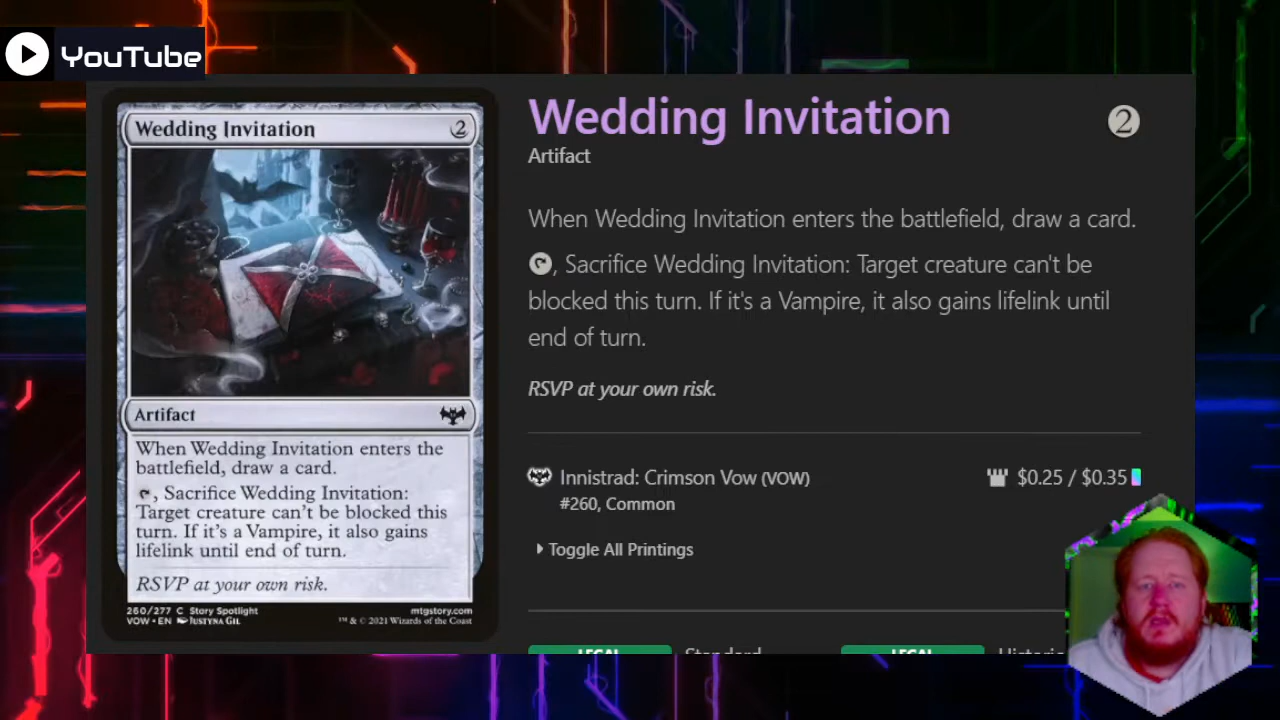 YouTube
Wedding Invitation 2
Artifact
When Wedding Invitation enters the
battlefield, draw a card.
, Sacrifice Wedding Invitation:
Target creature can't be blocked this
turn. If it's a Vampire, it also gains
lifelink until end of turn.
RSVP at your own risk.
260/277 C Story Spotlight
VOW • EN Justyna Gil
mtgstory.com
™ & © 2021 Wizards of the Coast
Wedding Invitation 2
Artifact
When Wedding Invitation enters the battlefield, draw a card.
, Sacrifice Wedding Invitation: Target creature can't be
blocked this turn. If it's a Vampire, it also gains lifelink until
end of turn.
RSVP at your own risk.
Innistrad: Crimson Vow (VOW) $0.25 / $0.35
#260, Common
Toggle All Printings
LEGAL Standard LEGAL